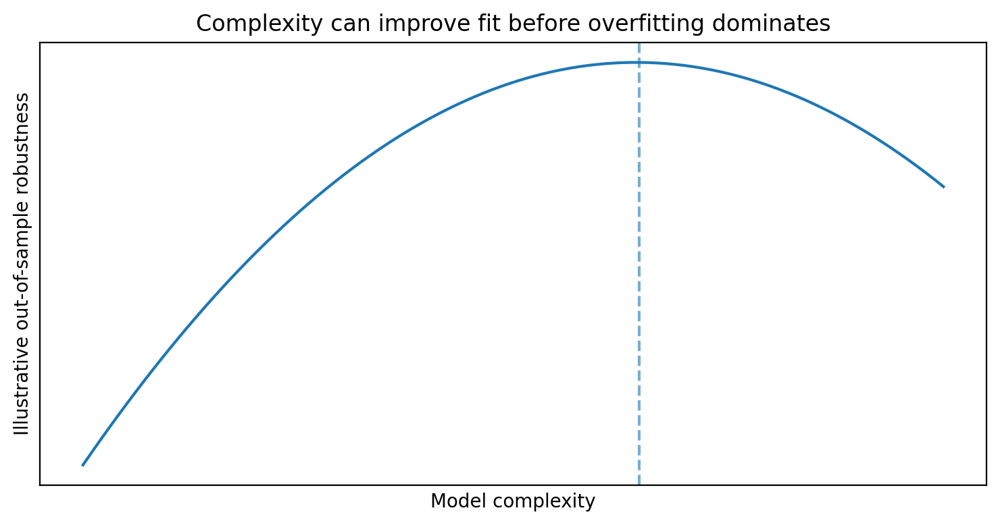 Complexity can improve fit before overfitting dominates
Illustrative out-of-sample robustness
Model complexity